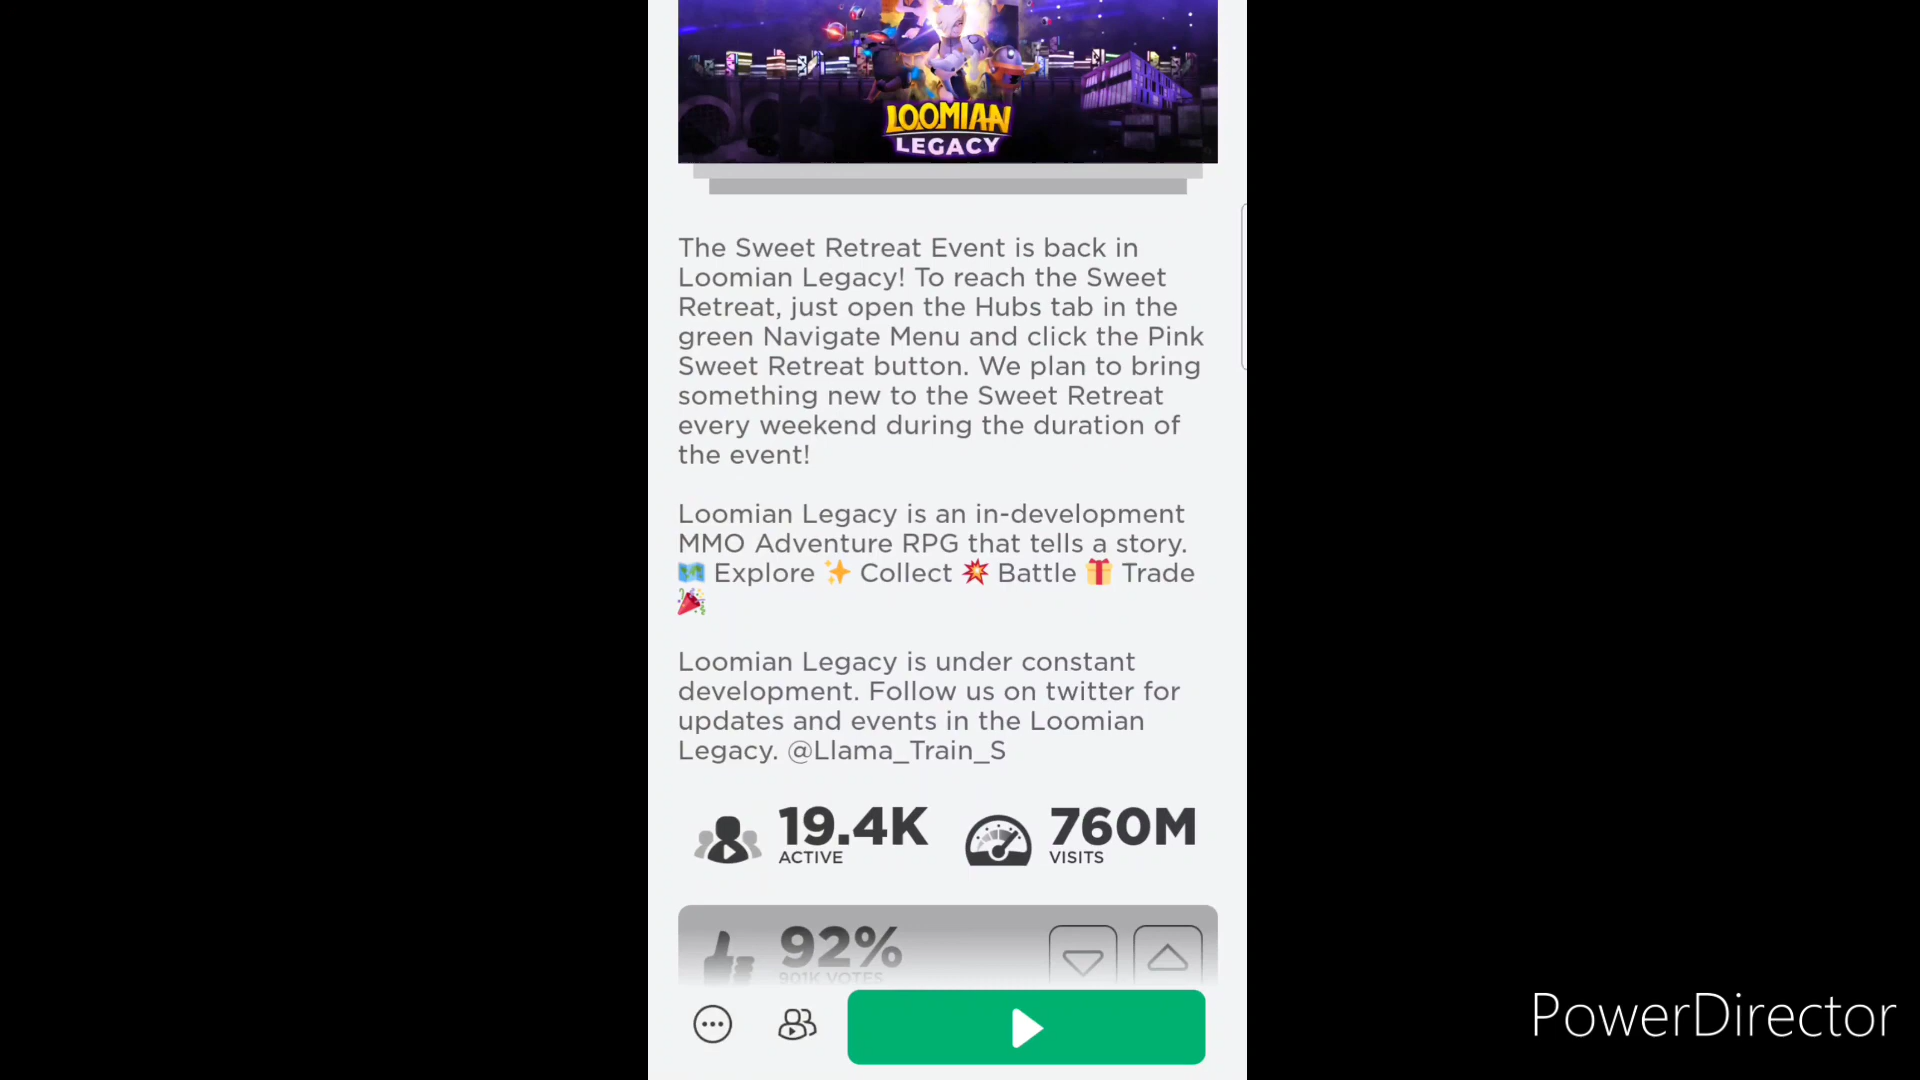 LOOMIAN
LEGACY
The Sweet Retreat Event is back in
Loomian Legacy! To reach the Sweet
Retreat, just open the Hubs tab in the
green Navigate Menu and click the Pink
Sweet Retreat button. We plan to bring
something new to the Sweet Retreat
every weekend during the duration of
the event!
Loomian Legacy is an in-development
MMO Adventure RPG that tells a story.
🗺️ Explore ✨ Collect 💥 Battle 🎁 Trade
🎉
Loomian Legacy is under constant
development. Follow us on twitter for
updates and events in the Loomian
Legacy. @Llama_Train_S
19.4K 760M
ACTIVE VISITS
92%
901K VOTES
PowerDirector